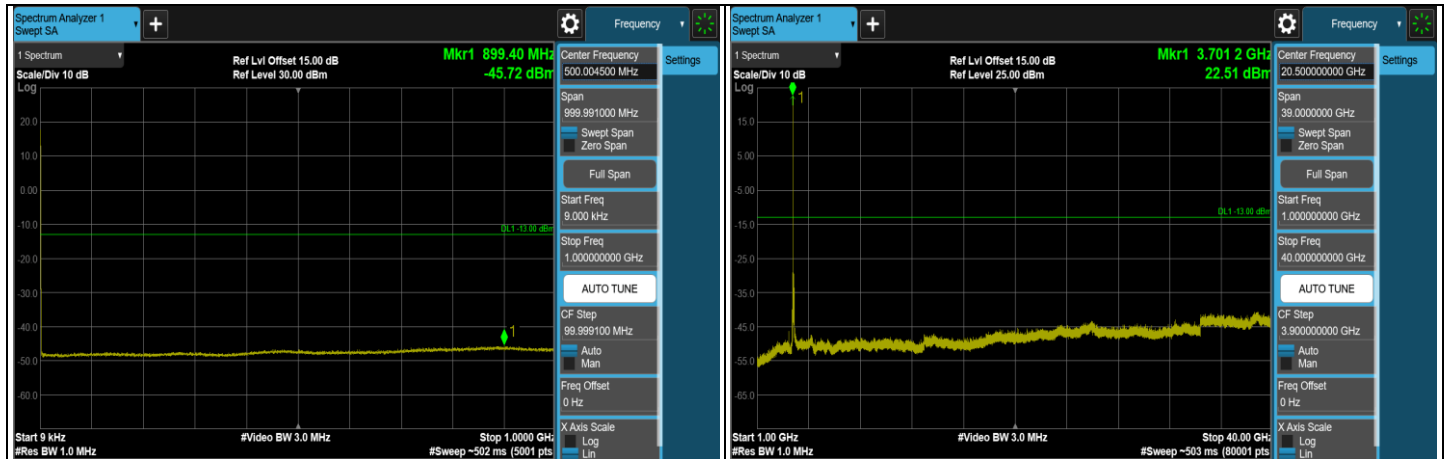 Spectrum Analyzer 1
Swept SA
+
Frequency
1 Spectrum
Scale/Div 10 dB
Log
Ref Lvl Offset 15.00 dB
Ref Level 30.00 dBm
Mkr1 899.40 MHz
-45.72 dBm
20.0
10.0
0.00
-10.0
-20.0
-30.0
-40.0
-50.0
-60.0
DL1 -13.00 dBm
1
Start 9 kHz
#Res BW 1.0 MHz
#Video BW 3.0 MHz
Stop 1.0000 GHz
#Sweep ~502 ms (5001 pts
Center Frequency
500.004500 MHz
Span
999.991000 MHz
Swept Span
Zero Span
Full Span
Start Freq
9.000 kHz
Stop Freq
1.000000000 GHz
AUTO TUNE
CF Step
99.999100 MHz
Auto
Man
Freq Offset
0 Hz
X Axis Scale
Log
Lin
Settings
Spectrum Analyzer 1
Swept SA
+
Frequency
1 Spectrum
Scale/Div 10 dB
Log
Ref Lvl Offset 15.00 dB
Ref Level 25.00 dBm
Mkr1 3.701 2 GHz
22.51 dBm
1
15.0
5.00
-5.00
-15.0
-25.0
-35.0
-45.0
-55.0
-65.0
DL1 -13.00 dBm
Start 1.00 GHz
#Res BW 1.0 MHz
#Video BW 3.0 MHz
Stop 40.00 GHz
#Sweep ~503 ms (80001 pts
Center Frequency
20.500000000 GHz
Span
39.0000000 GHz
Swept Span
Zero Span
Full Span
Start Freq
1.000000000 GHz
Stop Freq
40.000000000 GHz
AUTO TUNE
CF Step
3.900000000 GHz
Auto
Man
Freq Offset
0 Hz
X Axis Scale
Log
Lin
Settings